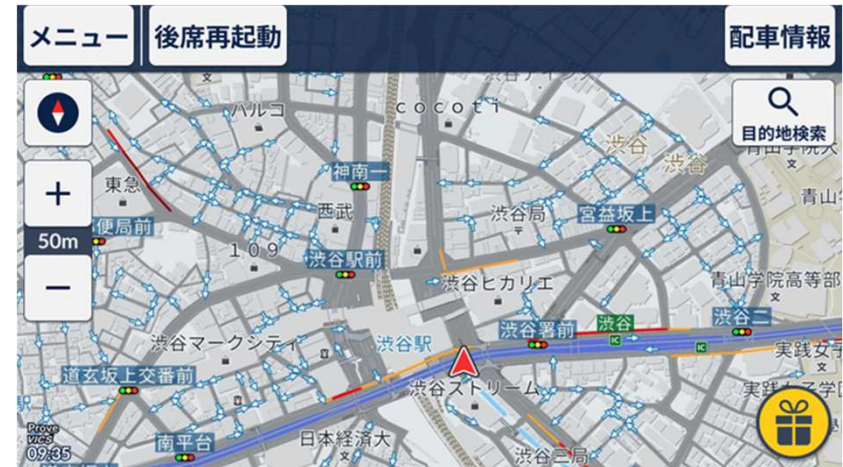 メニュー
後席再起動
配車情報
パルコ
cocoti
目的地検索
渋谷
渋谷
神南一
東急
西武
渋谷局
宮益坂上
青山
便局前
50m
109
渋谷駅前
渋谷ヒカリエ
青山学院高等部
渋谷マークシティ
渋谷駅
渋谷署前
渋谷
渋谷二
IC
IC
実践女子
道玄坂上交番前
渋谷ストリーム
実践女子学
Prove
VICS
09:35
南平台
日本経済大
渋谷三局